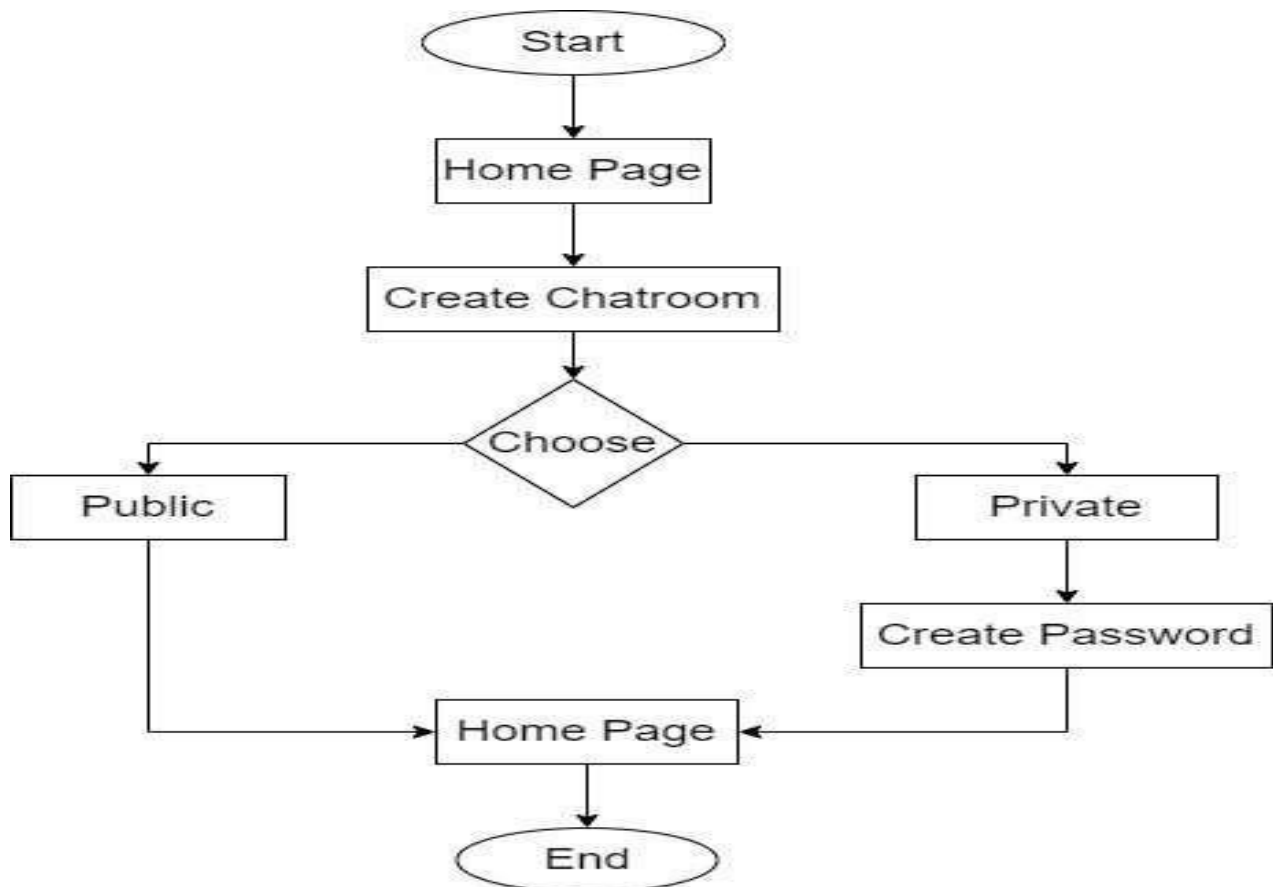 Start
Home Page
Create Chatroom
Choose
Public
Private
Create Password
Home Page
End